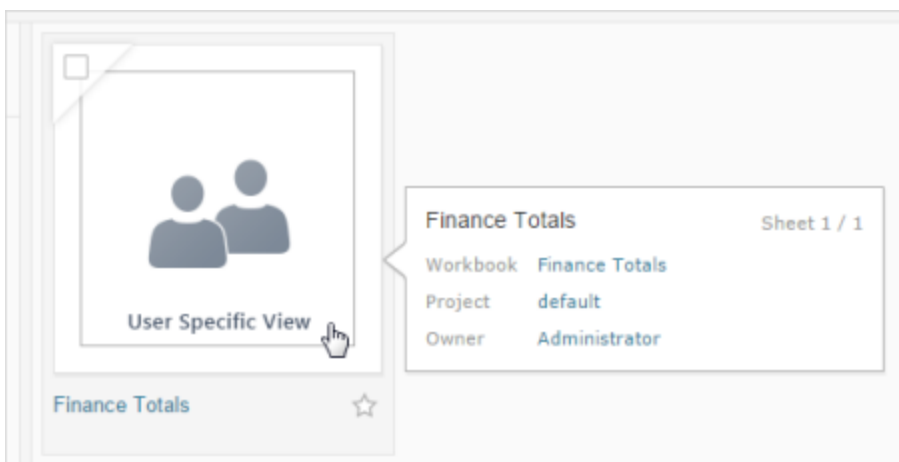 User Specific View
Finance Totals
Finance Totals Sheet 1 / 1
Workbook Finance Totals
Project default
Owner Administrator